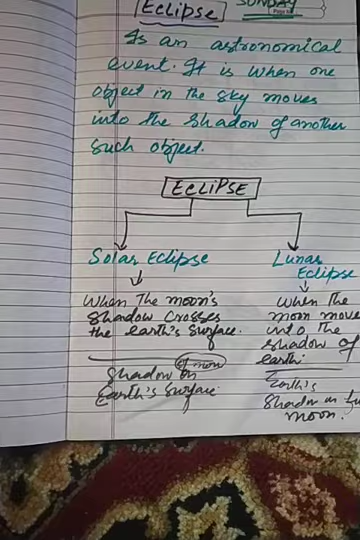 Eclipse
SUNDAY
Is an astronomical
event. It is when one
object in the sky moves
into the shadow of another
such object.
ECLIPSE
Solar Eclipse
When The moon's
shadow crosses
the earth's surface.
of moon
shadow on
Earth's surface
Lunar
Eclipse
when the
moon moves
into the
shadow of
earth.
Earth's
shadow on
moon.